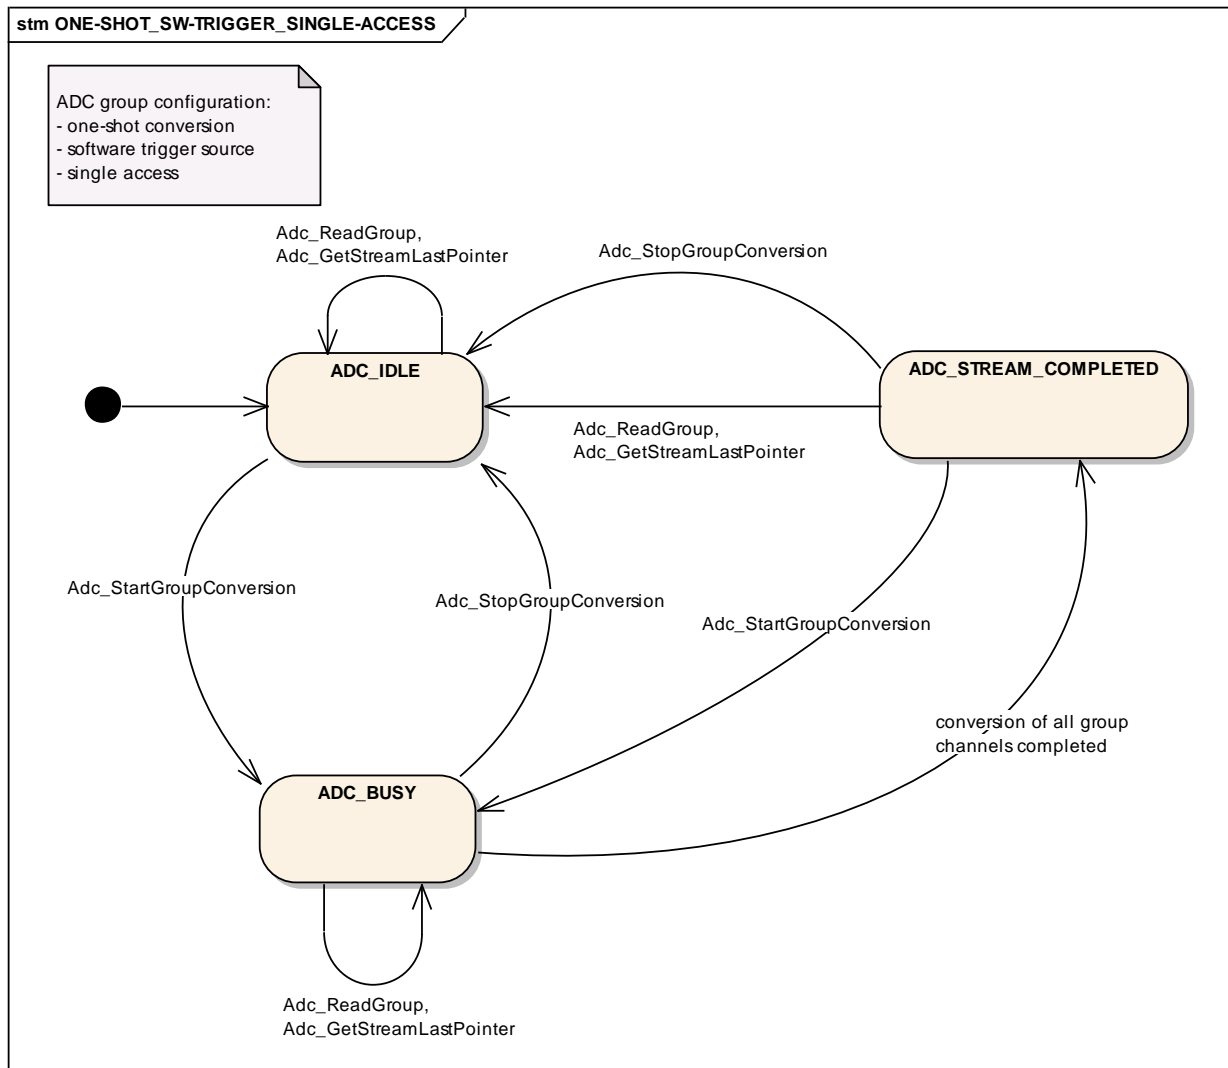 stm ONE-SHOT_SW-TRIGGER_SINGLE-ACCESS
ADC group configuration:
- one-shot conversion
- software trigger source
- single access
Adc_ReadGroup,
Adc_GetStreamLastPointer
Adc_StopGroupConversion
ADC_IDLE
ADC_STREAM_COMPLETED
Adc_ReadGroup,
Adc_GetStreamLastPointer
Adc_StartGroupConversion
Adc_StopGroupConversion
Adc_StartGroupConversion
conversion of all group
channels completed
ADC_BUSY
Adc_ReadGroup,
Adc_GetStreamLastPointer